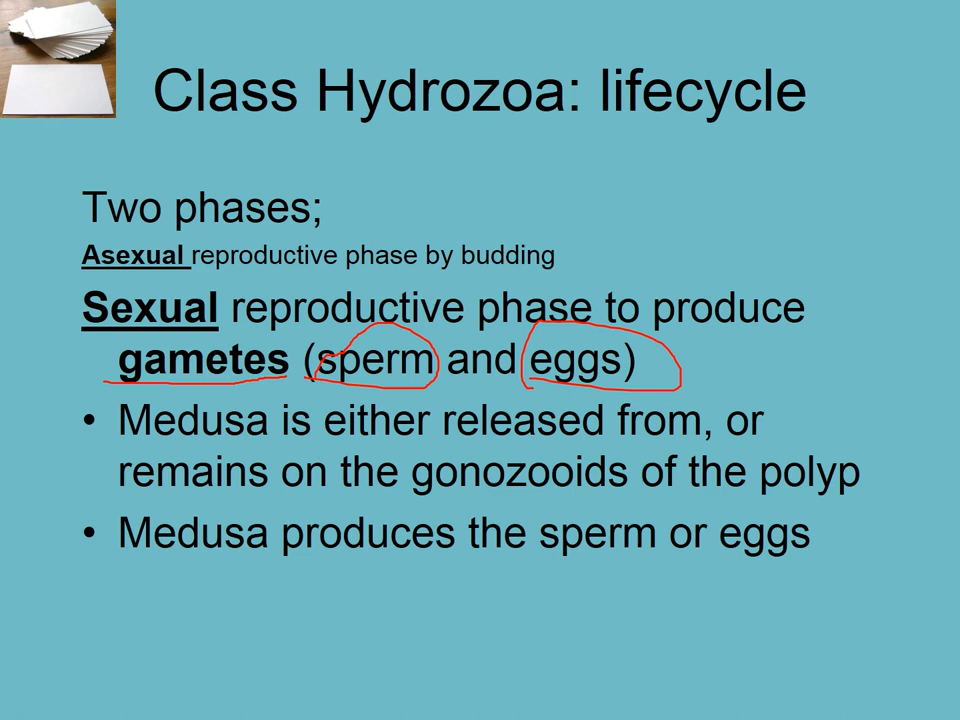 Class Hydrozoa: lifecycle
Two phases;
Asexual reproductive phase by budding
Sexual reproductive phase to produce
gametes (sperm and eggs)
• Medusa is either released from, or
remains on the gonozooids of the polyp
• Medusa produces the sperm or eggs